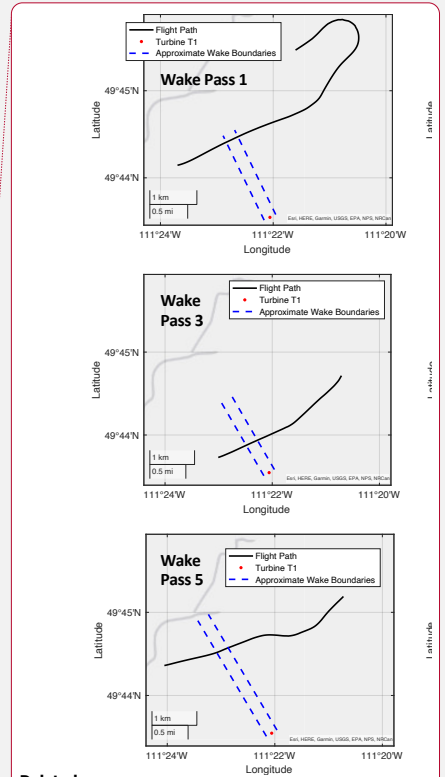 Flight Path
Turbine T1
Approximate Wake Boundaries
Wake Pass 1
49°45'N
49°44'N
Latitude
1 km
0.5 mi
Esri, HERE, Garmin, USGS, EPA, NPS, NRCan
111°24'W 111°22'W 111°20'W
Longitude
Flight Path
Turbine T1
Approximate Wake Boundaries
Wake
Pass 3
49°45'N
49°44'N
Latitude
1 km
0.5 mi
Esri, HERE, Garmin, USGS, EPA, NPS, NRCan
111°24'W 111°22'W 111°20'W
Longitude
Flight Path
Turbine T1
Approximate Wake Boundaries
Wake
Pass 5
49°45'N
49°44'N
Latitude
1 km
0.5 mi
Esri, HERE, Garmin, USGS, EPA, NPS, NRCan
111°24'W 111°22'W 111°20'W
Longitude